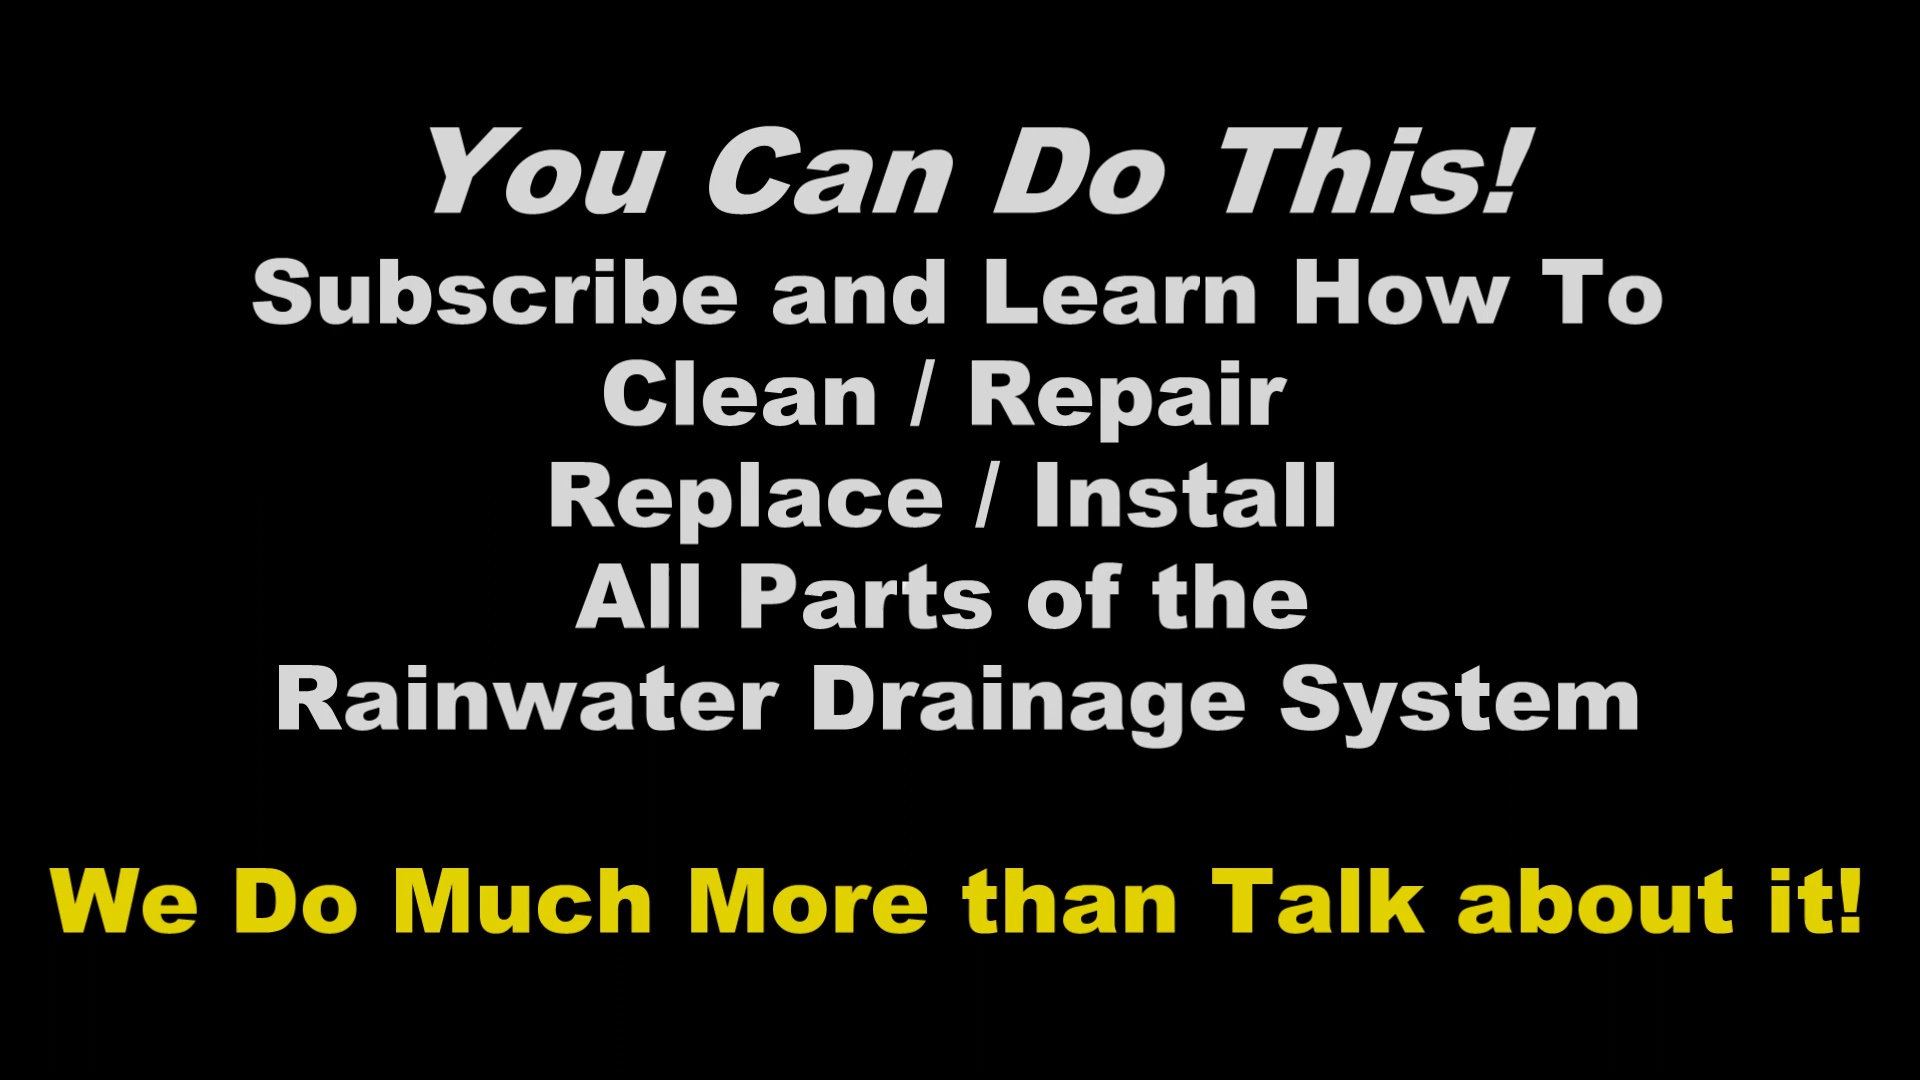 You Can Do This!
Subscribe and Learn How To
Clean / Repair
Replace / Install
All Parts of the
Rainwater Drainage System
We Do Much More than Talk about it!